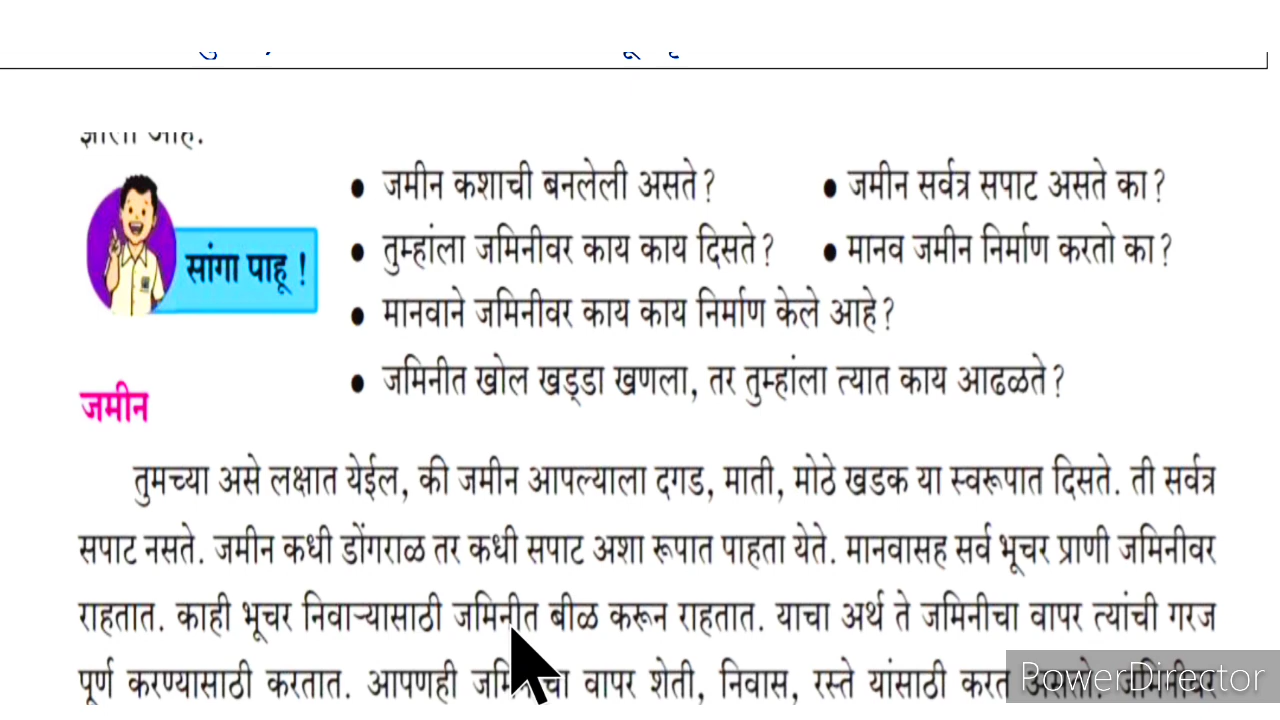 जमीन कशाची बनलेली असते?
जमीन सर्वत्र सपाट असते का?
सांगा पाहू !
तुम्हांला जमिनीवर काय काय दिसते?
मानव जमीन निर्माण करतो का?
मानवाने जमिनीवर काय काय निर्माण केले आहे?
जमिनीत खोल खड्डा खणला, तर तुम्हांला त्यात काय आढळते?
जमीन
तुमच्या असे लक्षात येईल, की जमीन आपल्याला दगड, माती, मोठे खडक या स्वरूपात दिसते. ती सर्वत्र
सपाट नसते. जमीन कधी डोंगराळ तर कधी सपाट अशा रूपात पाहता येते. मानवासह सर्व भूचर प्राणी जमिनीवर
राहतात. काही भूचर निवाऱ्यासाठी जमिनीत बीळ करून राहतात. याचा अर्थ ते जमिनीचा वापर त्यांची गरज
पूर्ण करण्यासाठी करतात. आपणही वापर शेती, निवास, रस्ते यांसाठी करत असतो. जमिनीवर
PowerDirector